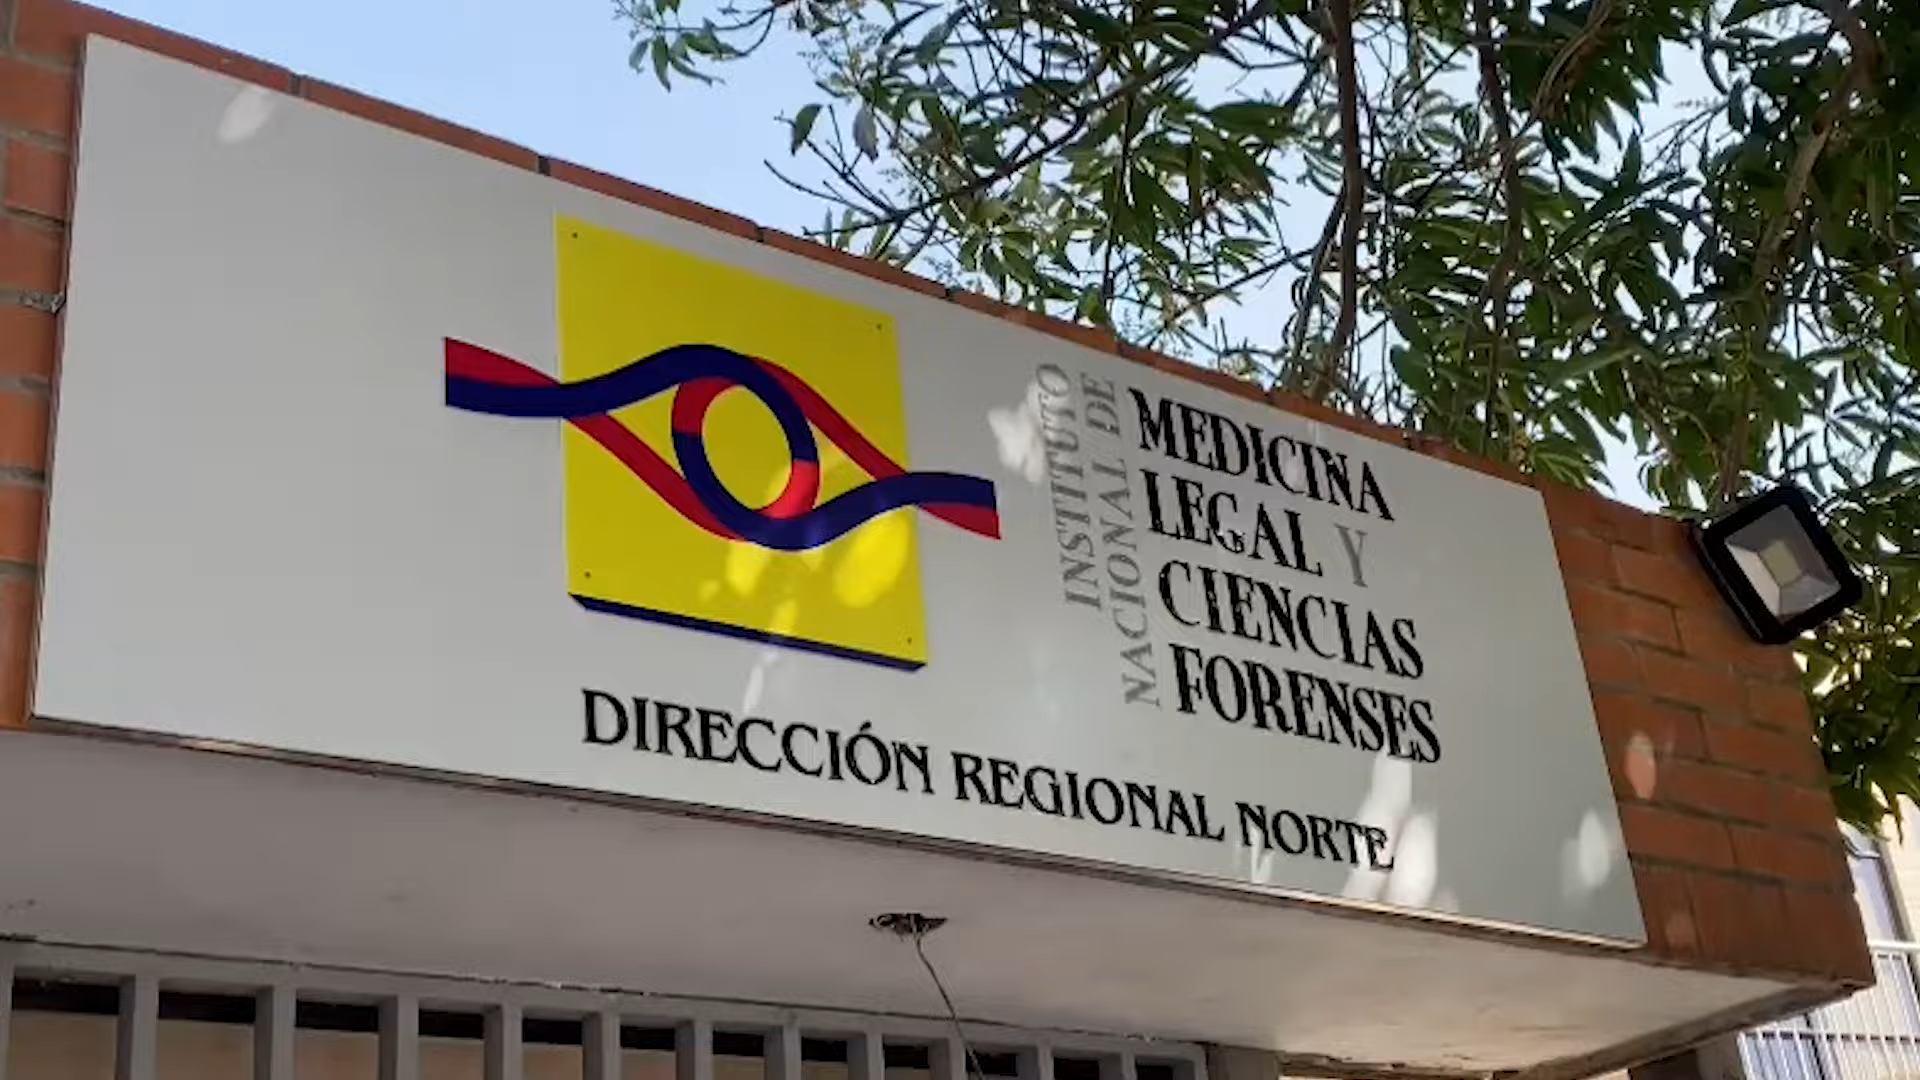 INSTITUTO
NACIONAL DE
MEDICINA
LEGAL Y
CIENCIAS
FORENSES
DIRECCIÓN REGIONAL NORTE